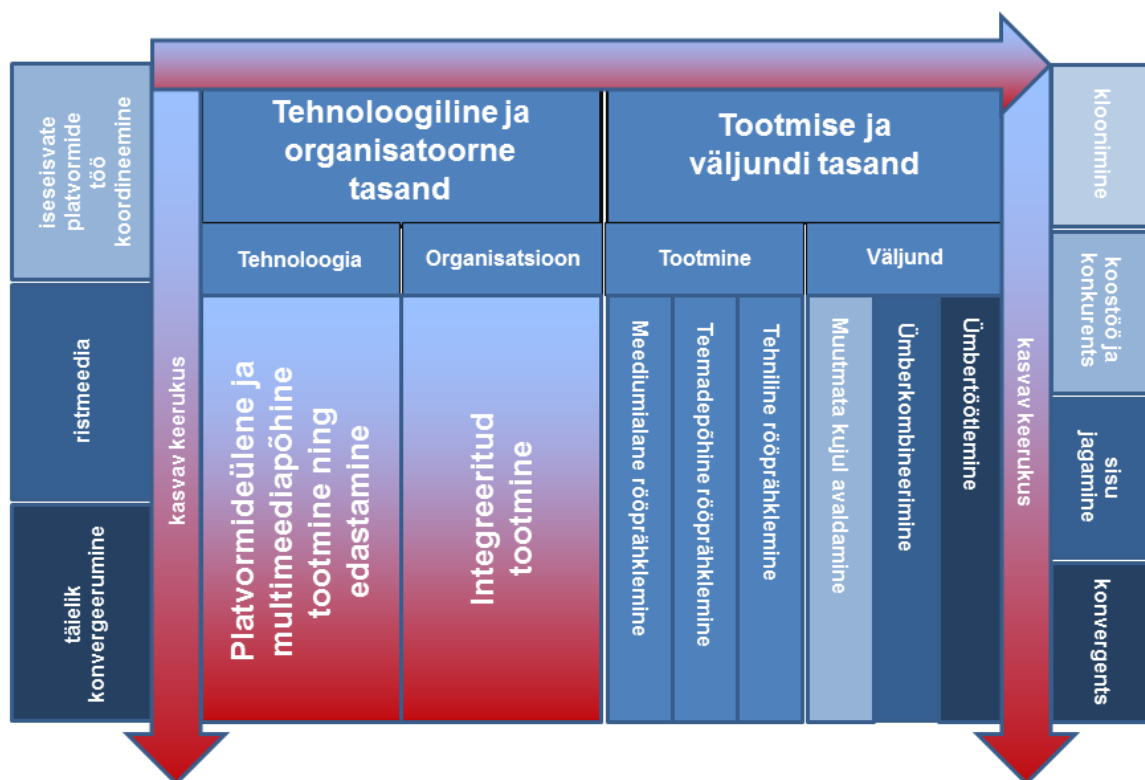 iseseisvate
platvormide
töö
koordineemine
ristmeedia
täielik
konvergeerumine
kasvav keerukus
Tehnoloogiline ja
organisatoorne
tasand
Tootmise ja
väljundi tasand
Tehnoloogia
Organisatsioon
Tootmine
Väljund
Platvormideülene ja
multimeediapõhine
tootmine ning
edastamine
Integreeritud
tootmine
Meediumialane rööprähklemine
Teemadepõhine rööprähklemine
Tehniline rööprähklemine
Muutmata kujul avaldamine
Ümberkombineerimine
Ümbertöötlemine
kasvav keerukus
kloonimine
koostöö ja
konkurents
sisu
jagamine
konvergents